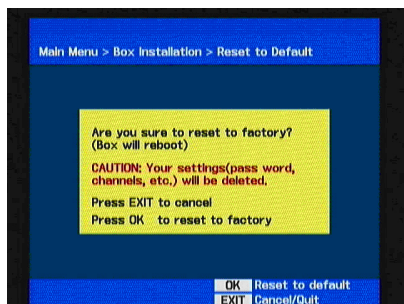 Main Menu > Box Installation > Reset to Default
Are you sure to reset to factory?
(Box will reboot)
CAUTION: Your settings(pass word,
channels, etc.) will be deleted.
Press EXIT to cancel
Press OK to reset to factory
OK Reset to default
EXIT Cancel/Quit